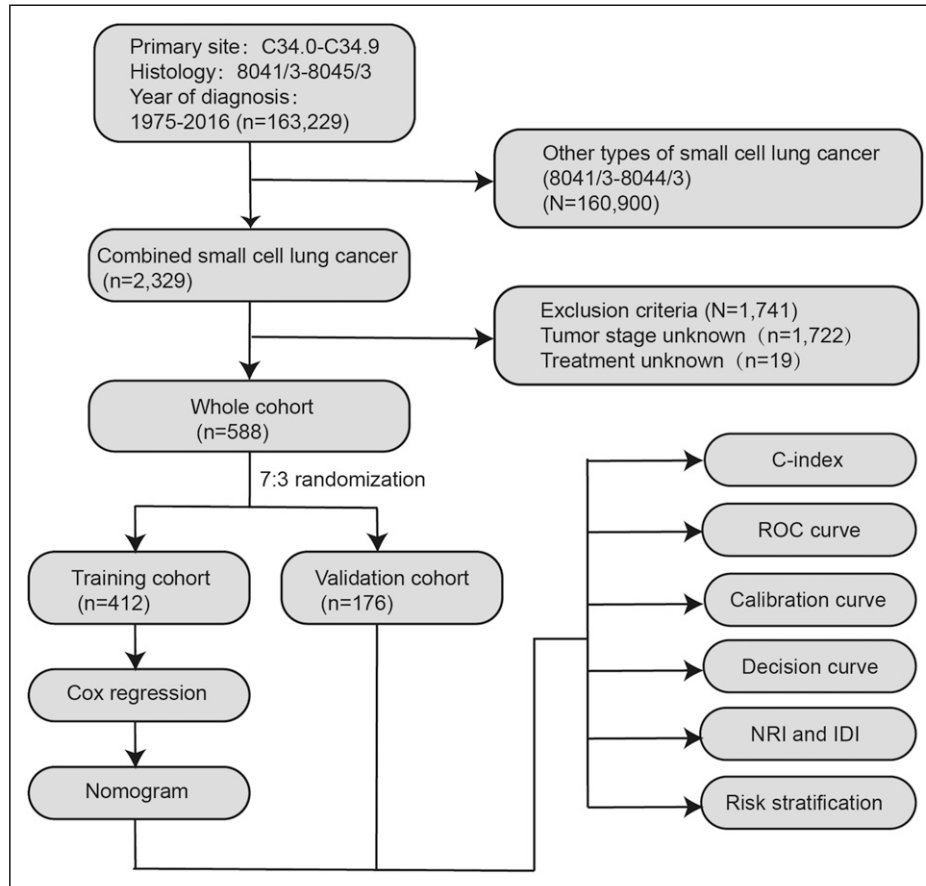 Primary site： C34.0-C34.9
Histology：8041/3-8045/3
Year of diagnosis：
1975-2016 (n=163,229)
Other types of small cell lung cancer
(8041/3-8044/3)
(N=160,900)
Combined small cell lung cancer
(n=2,329)
Exclusion criteria (N=1,741)
Tumor stage unknown（n=1,722）
Treatment unknown（n=19）
Whole cohort
(n=588)
7:3 randomization
Training cohort
(n=412)
Validation cohort
(n=176)
Cox regression
Nomogram
C-index
ROC curve
Calibration curve
Decision curve
NRI and IDI
Risk stratification